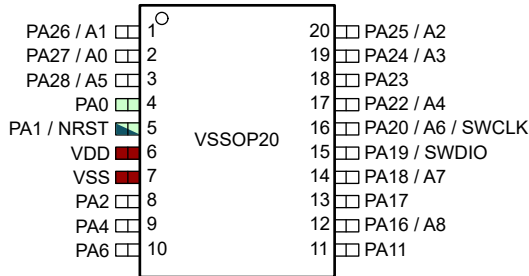 PA26 / A1 1 20 PA25 / A2
PA27 / A0 2 19 PA24 / A3
PA28 / A5 3 18 PA23
PA0 4 17 PA22 / A4
PA1 / NRST 5 16 PA20 / A6 / SWCLK
VDD 6 15 PA19 / SWDIO
VSS 7 14 PA18 / A7
PA2 8 13 PA17
PA4 9 12 PA16 / A8
PA6 10 11 PA11
VSSOP20